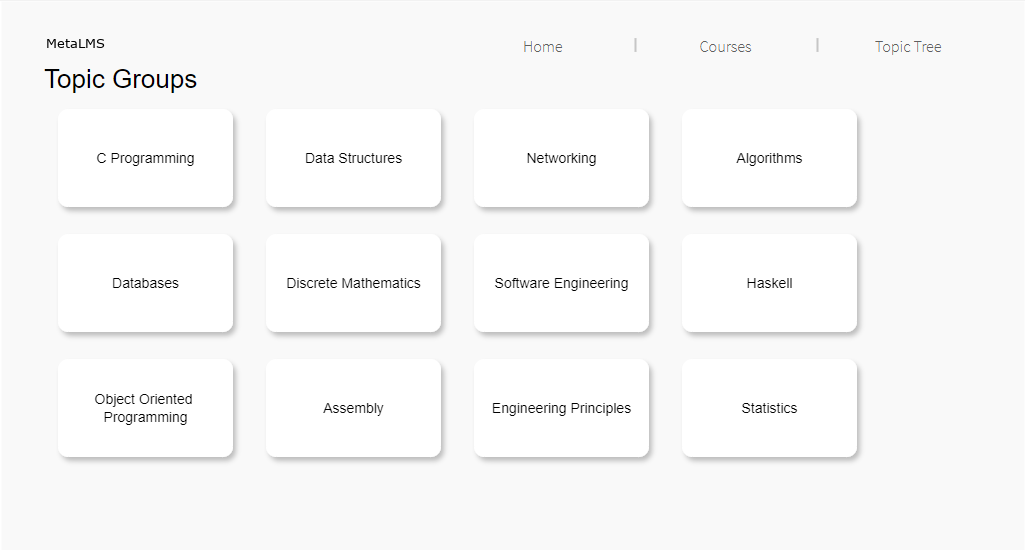 MetaLMS
Home | Courses | Topic Tree
Topic Groups
C Programming
Data Structures
Networking
Algorithms
Databases
Discrete Mathematics
Software Engineering
Haskell
Object Oriented
Programming
Assembly
Engineering Principles
Statistics